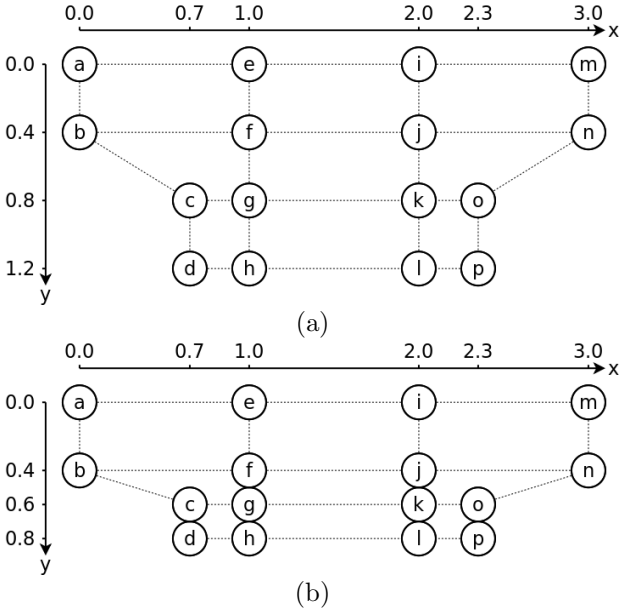 0.0 0.7 1.0 2.0 2.3 3.0
x
0.0 a e i m
0.4 b f j n
0.8 c g k o
1.2 d h l p
y
(a)
0.0 0.7 1.0 2.0 2.3 3.0
x
0.0 a e i m
0.4 b f j n
0.6 c g k o
0.8 d h l p
y
(b)